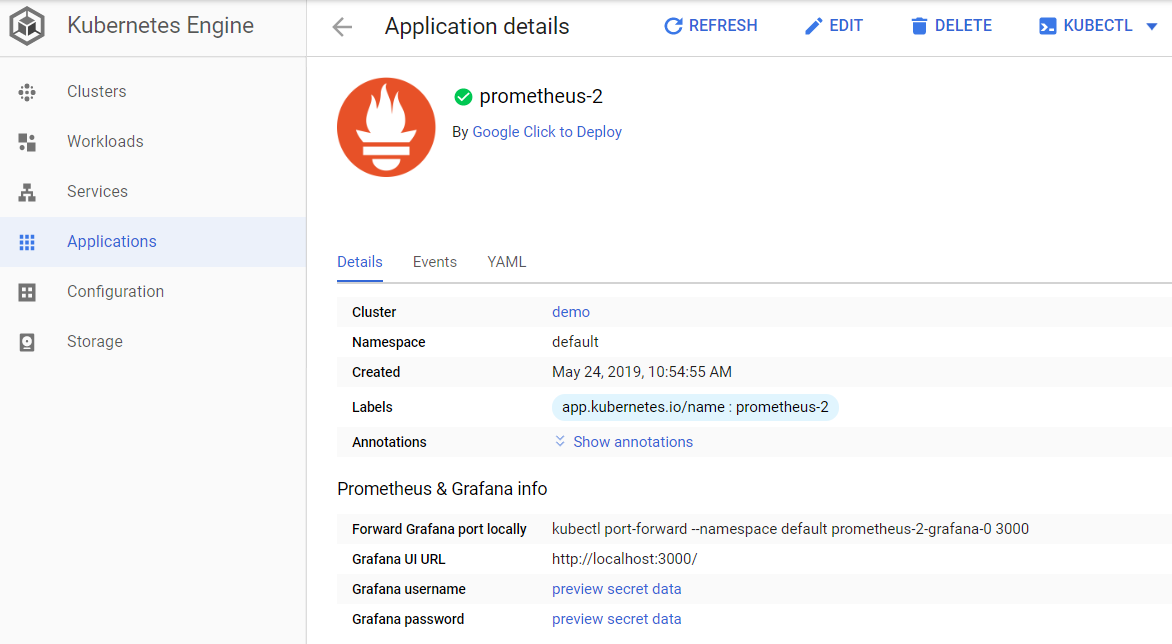 Kubernetes Engine
Application details
REFRESH
EDIT
DELETE
KUBECTL
Clusters
Workloads
Services
Applications
Configuration
Storage
prometheus-2
By Google Click to Deploy
Details Events YAML
Cluster demo
Namespace default
Created May 24, 2019, 10:54:55 AM
Labels app.kubernetes.io/name : prometheus-2
Annotations Show annotations
Prometheus & Grafana info
Forward Grafana port locally kubectl port-forward --namespace default prometheus-2-grafana-0 3000
Grafana UI URL http://localhost:3000/
Grafana username preview secret data
Grafana password preview secret data